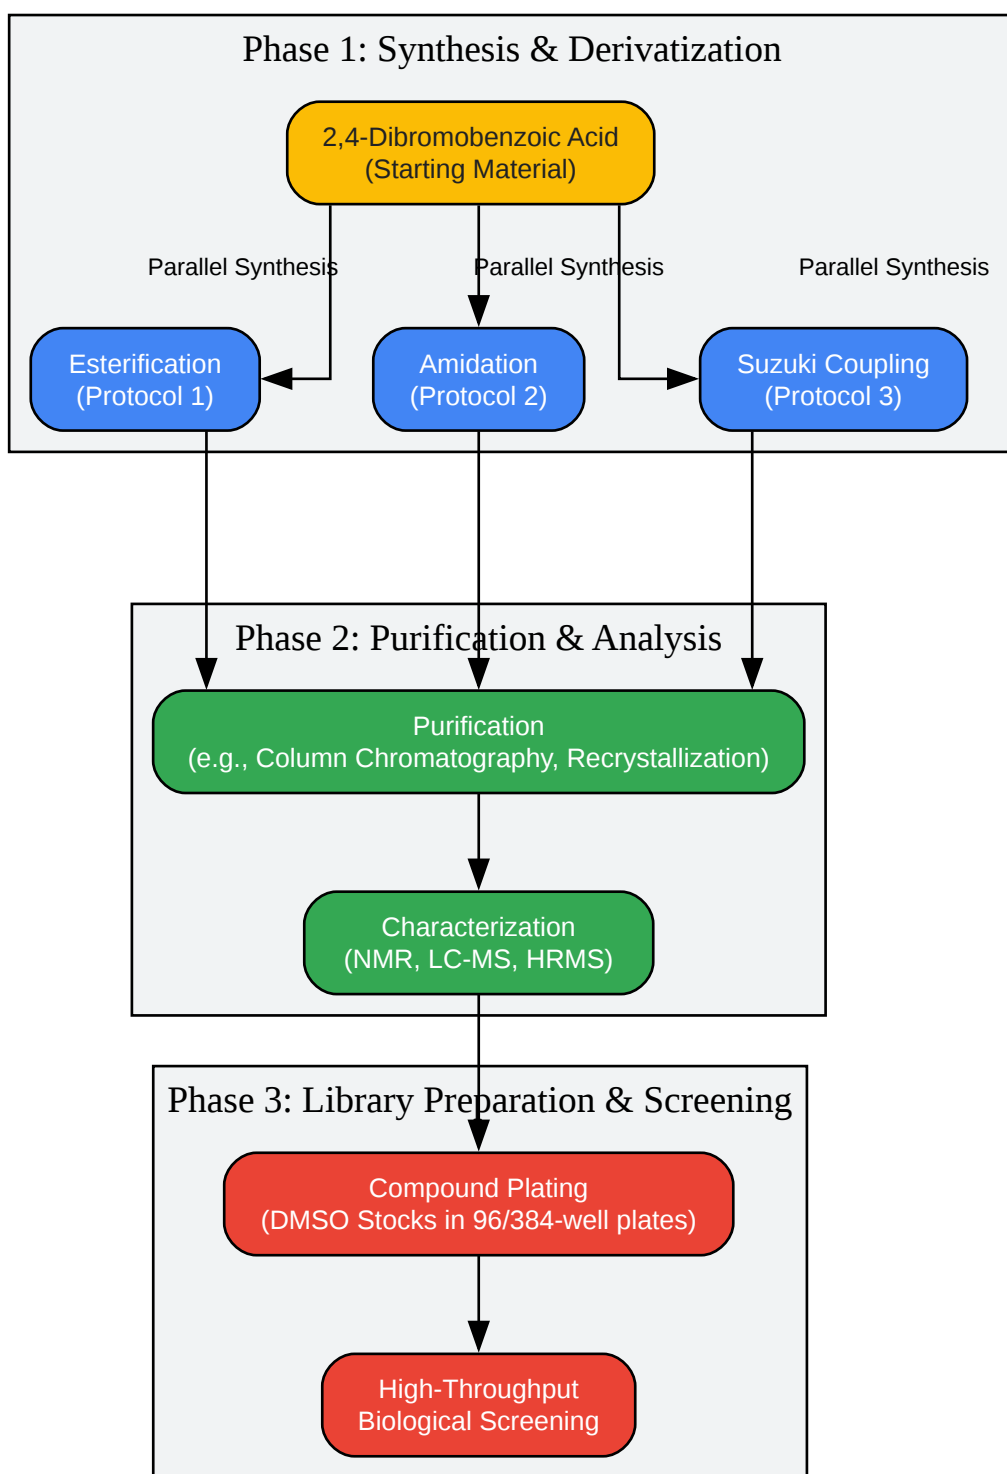 Phase 1: Synthesis & Derivatization
2,4-Dibromobenzoic Acid
(Starting Material)
Parallel Synthesis
Parallel Synthesis
Parallel Synthesis
Esterification
(Protocol 1)
Amidation
(Protocol 2)
Suzuki Coupling
(Protocol 3)
Phase 2: Purification & Analysis
Purification
(e.g., Column Chromatography, Recrystallization)
Characterization
(NMR, LC-MS, HRMS)
Phase 3: Library Preparation & Screening
Compound Plating
(DMSO Stocks in 96/384-well plates)
High-Throughput
Biological Screening